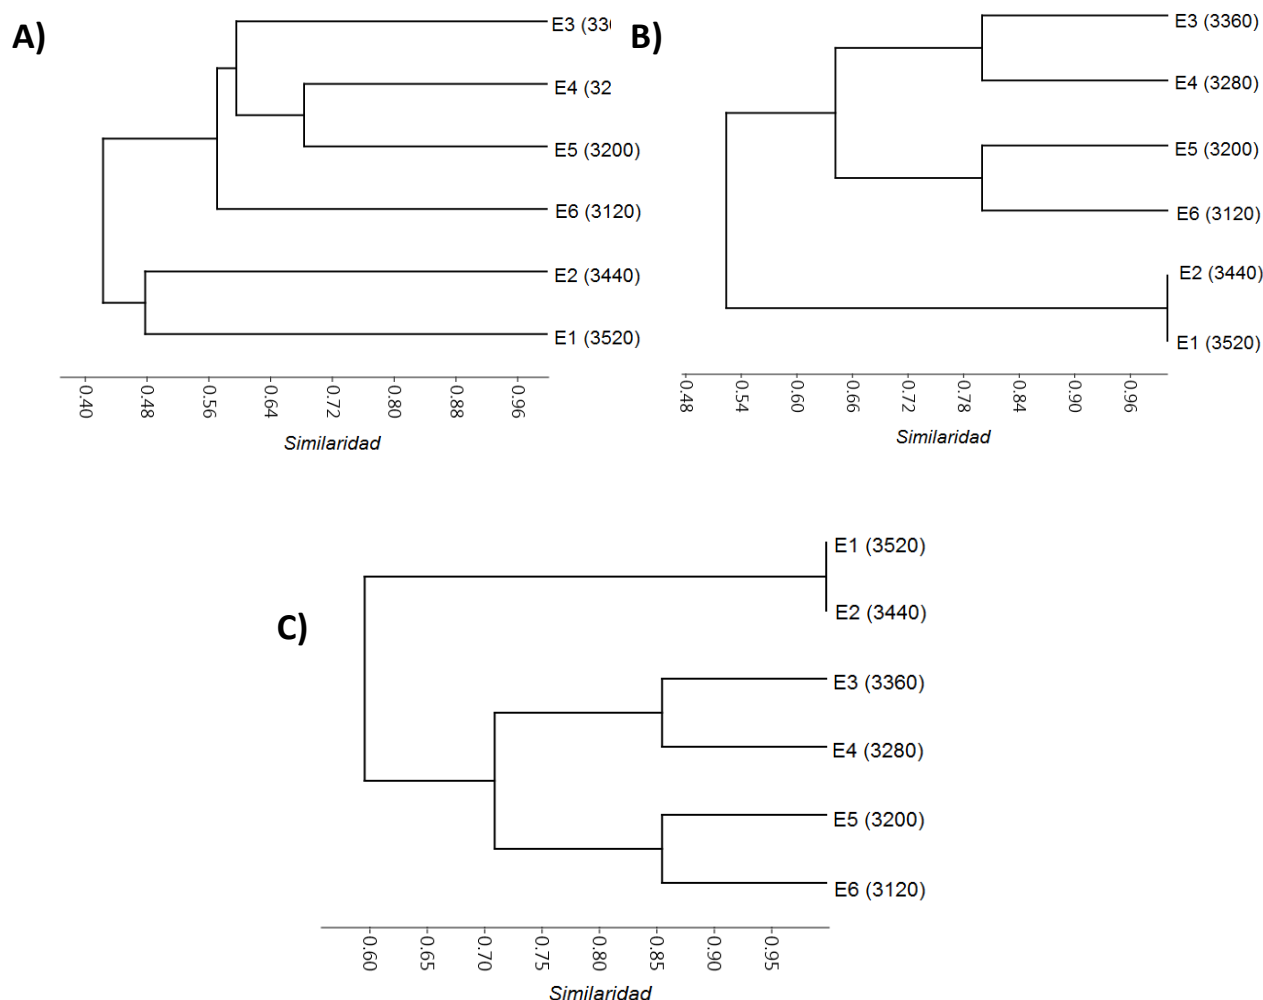 A)
E3 (33
E4 (32
E5 (3200)
E6 (3120)
E2 (3440)
E1 (3520)
0.40 0.48 0.56 0.64 0.72 0.80 0.88 0.96
Similaridad
B)
E3 (3360)
E4 (3280)
E5 (3200)
E6 (3120)
E2 (3440)
E1 (3520)
0.48 0.54 0.60 0.66 0.72 0.78 0.84 0.90 0.96
Similaridad
C)
E1 (3520)
E2 (3440)
E3 (3360)
E4 (3280)
E5 (3200)
E6 (3120)
0.60 0.65 0.70 0.75 0.80 0.85 0.90 0.95
Similaridad